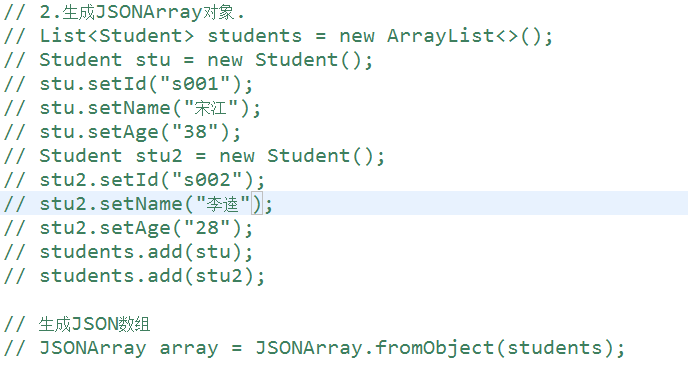 // 2.生成JSONArray对象.
// List<Student> students = new ArrayList<>();
// Student stu = new Student();
// stu.setId("s001");
// stu.setName("宋江");
// stu.setAge("38");
// Student stu2 = new Student();
// stu2.setId("s002");
// stu2.setName("李逵");
// stu2.setAge("28");
// students.add(stu);
// students.add(stu2);
// 生成JSON数组
// JSONArray array = JSONArray.fromObject(students);